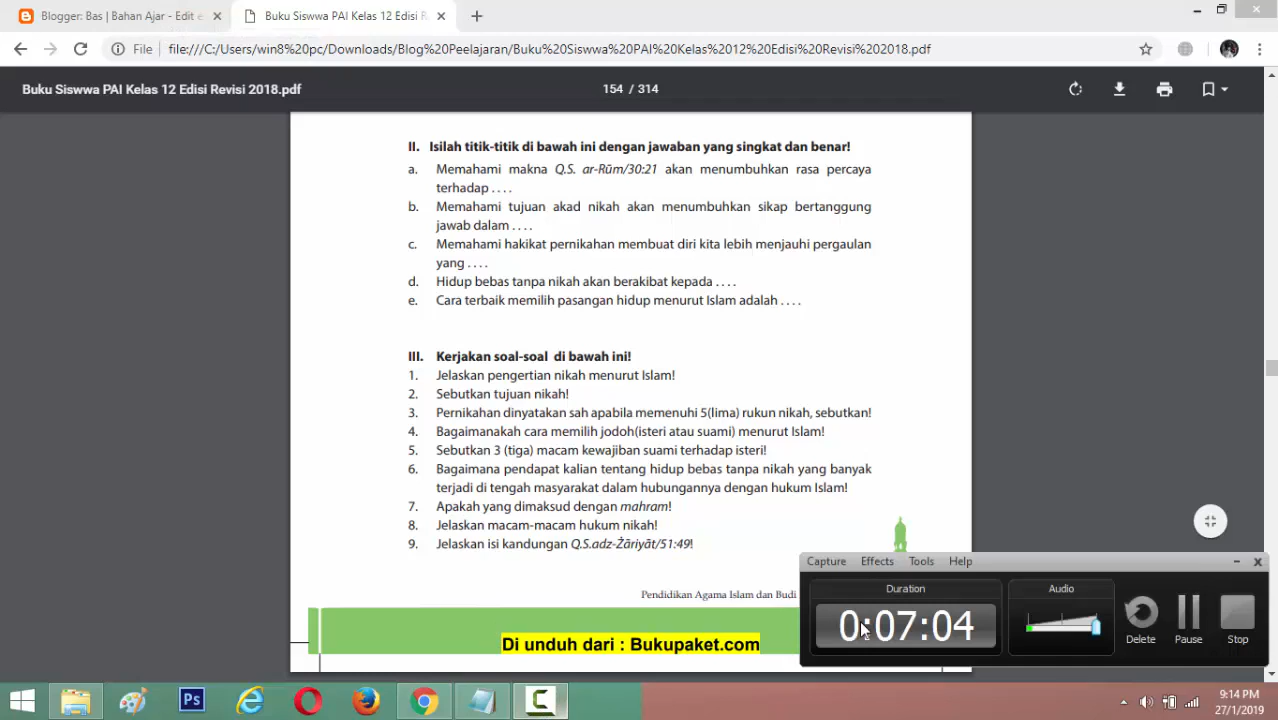 Blogger: Bas | Bahan Ajar - Edit e
Buku Siswwa PAI Kelas 12 Edisi R
File
file:///C:/Users/win8%20pc/Downloads/Blog%20Peelajaran/Buku%20Siswwa%20PAI%20Kelas%2012%20Edisi%20Revisi%202018.pdf
Buku Siswwa PAI Kelas 12 Edisi Revisi 2018.pdf
154 / 314
II. Isilah titik-titik di bawah ini dengan jawaban yang singkat dan benar!
a. Memahami makna Q.S. ar-Rūm/30:21 akan menumbuhkan rasa percaya
terhadap . . . .
b. Memahami tujuan akad nikah akan menumbuhkan sikap bertanggung
jawab dalam . . . .
c. Memahami hakikat pernikahan membuat diri kita lebih menjauhi pergaulan
yang . . . .
d. Hidup bebas tanpa nikah akan berakibat kepada . . . .
e. Cara terbaik memilih pasangan hidup menurut Islam adalah . . . .
III. Kerjakan soal-soal di bawah ini!
1. Jelaskan pengertian nikah menurut Islam!
2. Sebutkan tujuan nikah!
3. Pernikahan dinyatakan sah apabila memenuhi 5(lima) rukun nikah, sebutkan!
4. Bagaimanakah cara memilih jodoh(isteri atau suami) menurut Islam!
5. Sebutkan 3 (tiga) macam kewajiban suami terhadap isteri!
6. Bagaimana pendapat kalian tentang hidup bebas tanpa nikah yang banyak
terjadi di tengah masyarakat dalam hubungannya dengan hukum Islam!
7. Apakah yang dimaksud dengan mahram!
8. Jelaskan macam-macam hukum nikah!
9. Jelaskan isi kandungan Q.S.adz-Żāriyāt/51:49!
Pendidikan Agama Islam dan Budi
Di unduh dari : Bukupaket.com
Capture Effects Tools Help
Duration
0:07:04
Audio
Delete
Pause
Stop
Ps
9:14 PM
27/1/2019